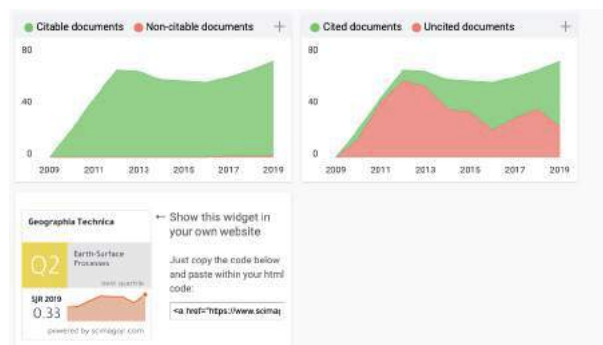 Citable documents Non-citable documents +
80
40
0
2009 2011 2013 2015 2017 2019
Cited documents Uncited documents +
80
40
0
2009 2011 2013 2015 2017 2019
Geographia Technica
Q2
Earth-Surface
Processes
best quartile
SJR 2019
0.33
powered by scimagojr.com
← Show this widget in
your own website
Just copy the code below
and paste within your html
code:
<a href="https://www.scimag